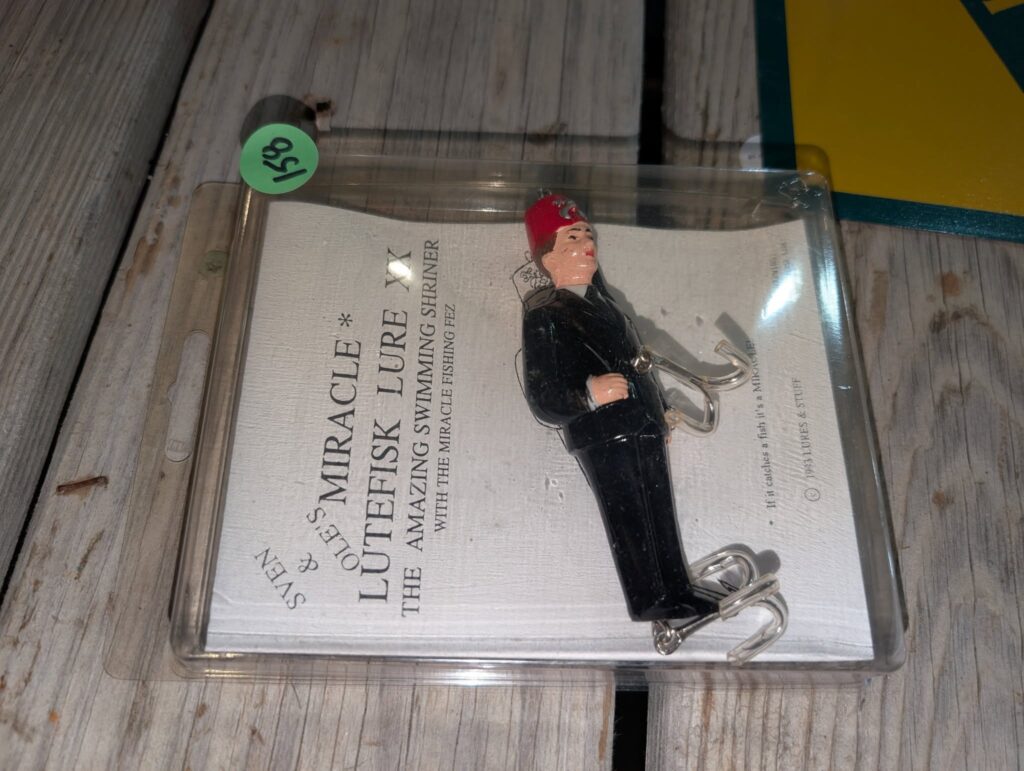 158
SVEN
&
OLE'S
MIRACLE*
LUTEFISK LURE XX
THE AMAZING SWIMMING SHRINER
WITH THE MIRACLE FISHING FEZ
* If it catches a fish it's a MIRACLE!
© 1993 LURES & STUFF